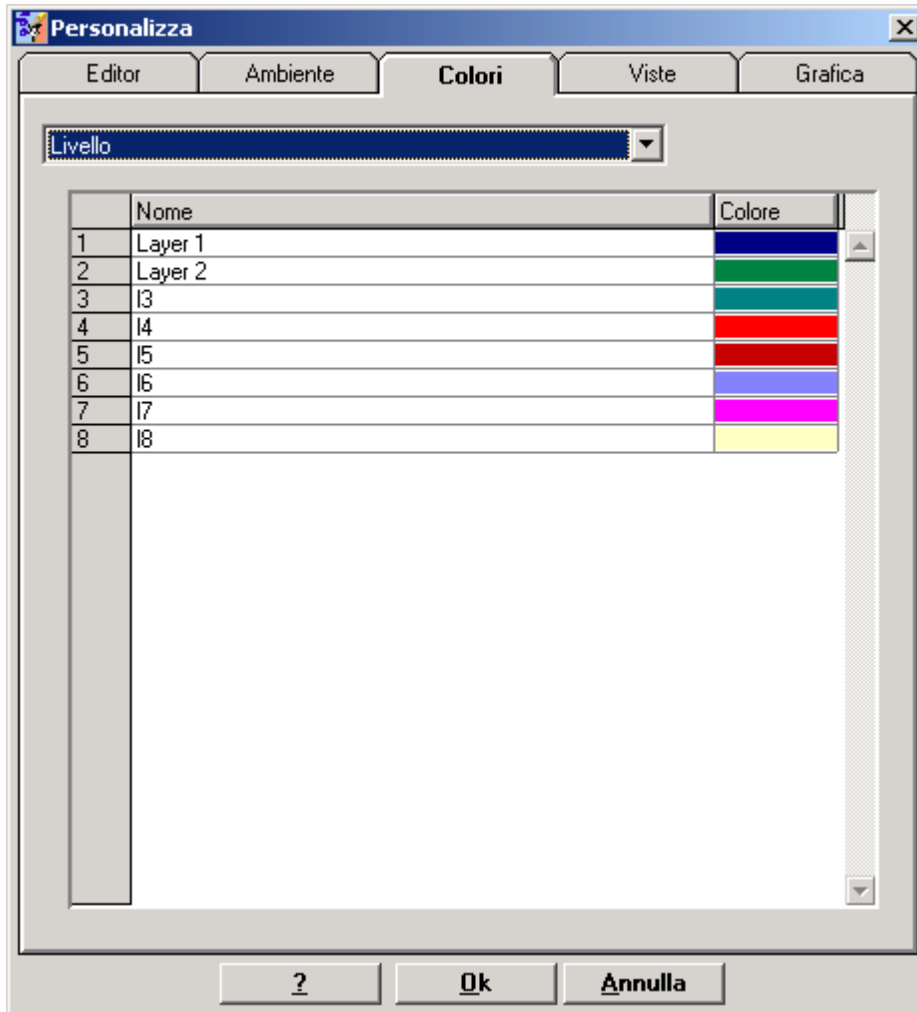 Personalizza
Editor Ambiente Colori Viste Grafica
Livello
Nome Colore
1 Layer 1
2 Layer 2
3 l3
4 l4
5 l5
6 l6
7 l7
8 l8
? Ok Annulla